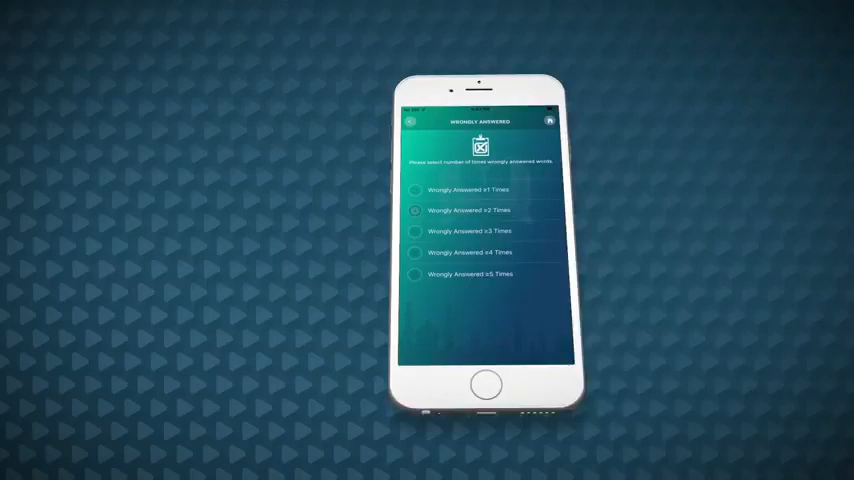 WRONGLY ANSWERED
Please select number of times wrongly answered words.
Wrongly Answered ≥1 Times
Wrongly Answered ≥2 Times
Wrongly Answered ≥3 Times
Wrongly Answered ≥4 Times
Wrongly Answered ≥5 Times